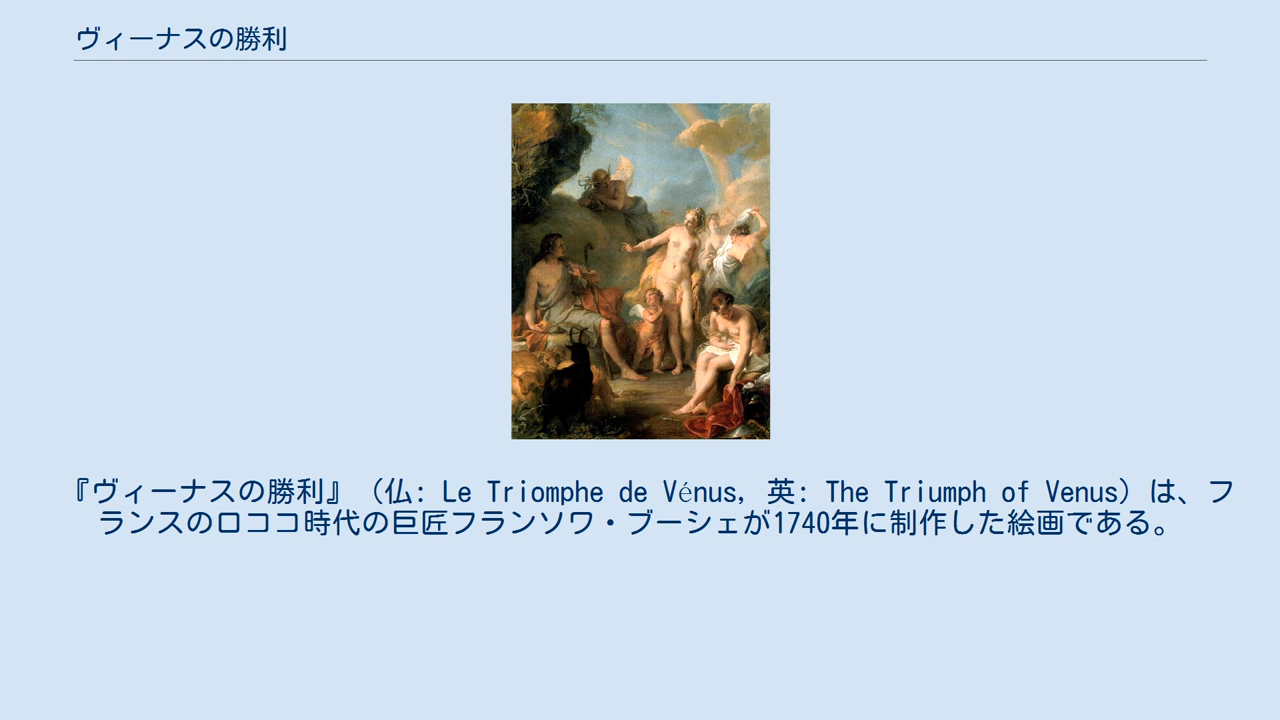 ヴィーナスの勝利
『ヴィーナスの勝利』（仏: Le Triomphe de Vénus, 英: The Triumph of Venus）は、フ
ランスのロココ時代の巨匠フランソワ・ブーシェが1740年に制作した絵画である。